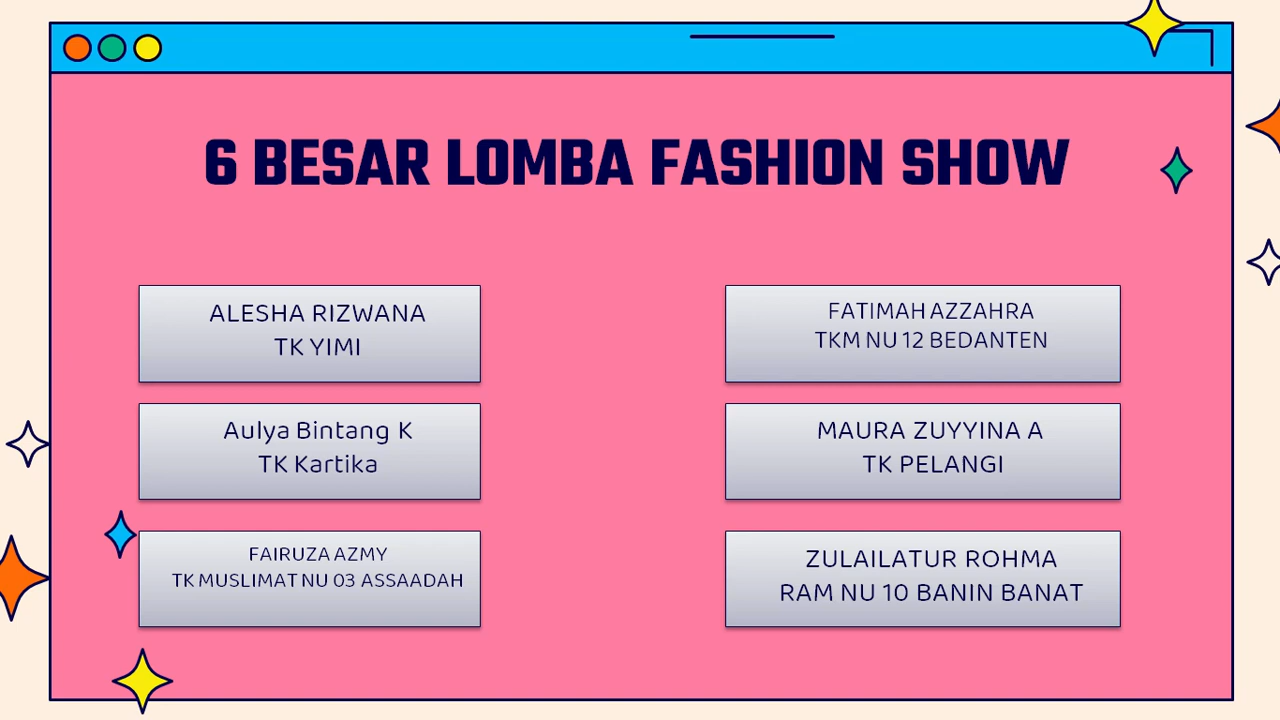 6 BESAR LOMBA FASHION SHOW
ALESHA RIZWANA
TK YIMI
Aulya Bintang K
TK Kartika
FAIRUZA AZMY
TK MUSLIMAT NU 03 ASSAADAH
FATIMAH AZZAHRA
TKM NU 12 BEDANTEN
MAURA ZUYYINA A
TK PELANGI
ZULAILATUR ROHMA
RAM NU 10 BANIN BANAT